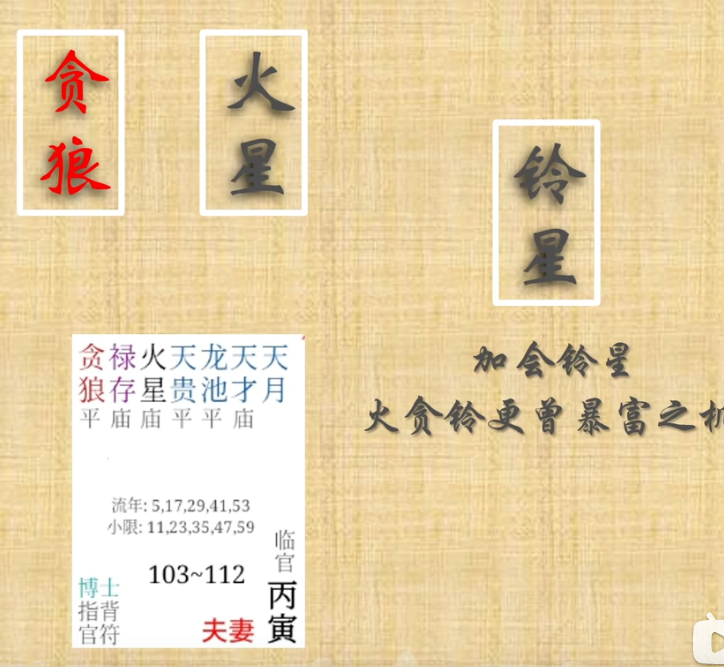 贪狼
火星
铃星
加会铃星
火贪铃更曾暴富之机
贪狼 禄存 火星 天贵 龙池 天才 天月
平 庙 庙 平 平 庙
流年: 5,17,29,41,53
小限: 11,23,35,47,59
临官
103~112
博士
指背
官符
夫妻
丙寅